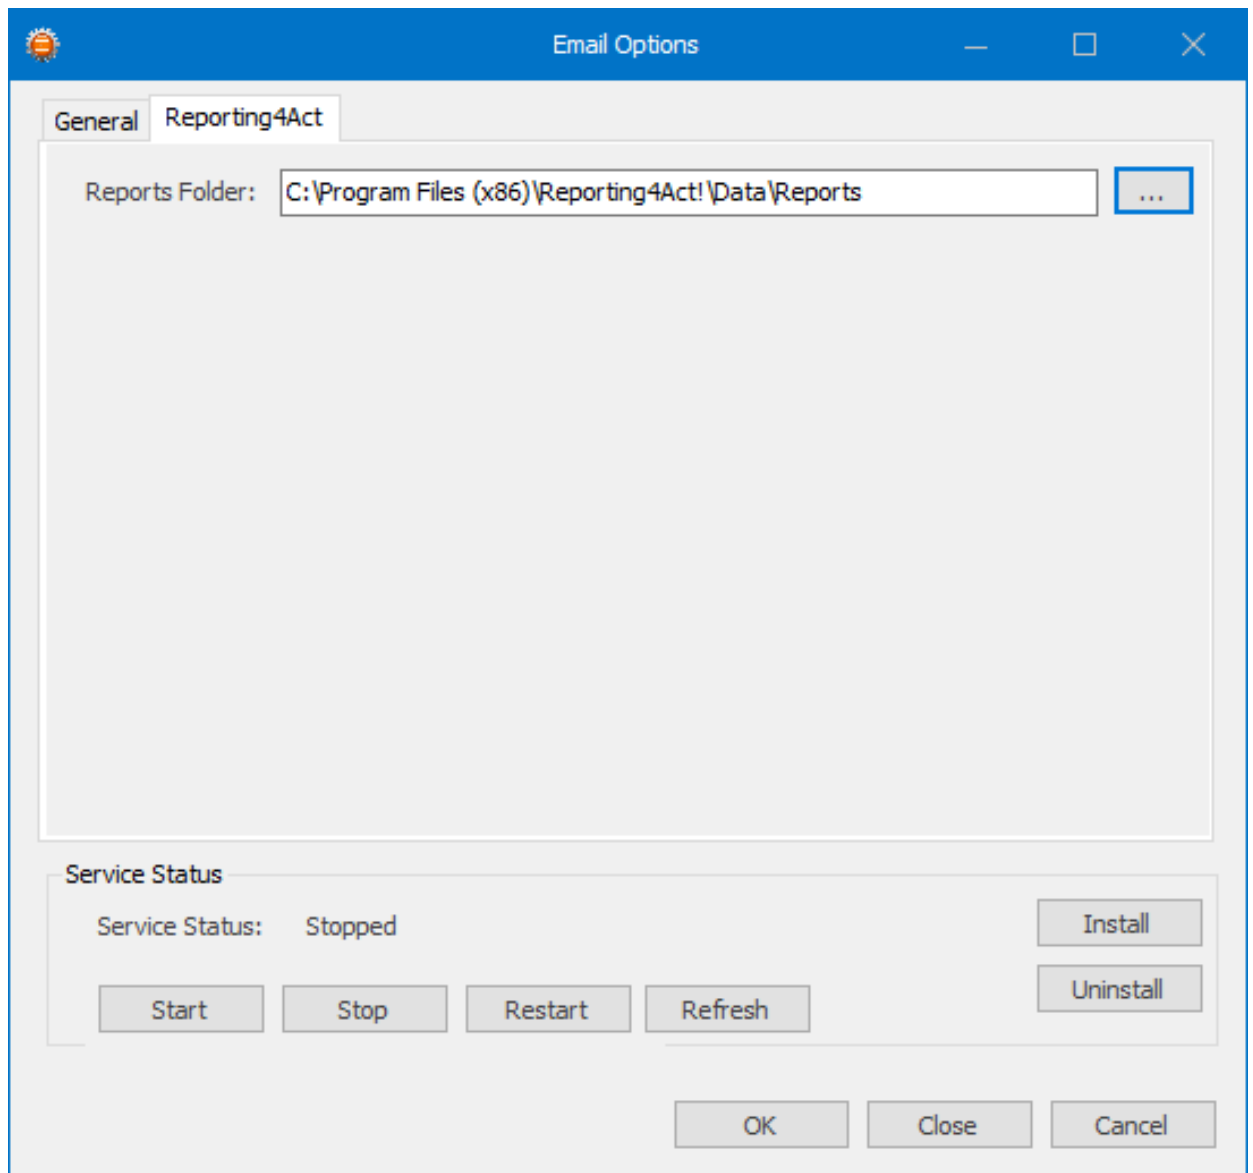 Email Options
General
Reporting4Act
Reports Folder: C:\Program Files (x86)\Reporting4Act!\Data\Reports ...
Service Status
Service Status: Stopped
Install
Uninstall
Start Stop Restart Refresh
OK Close Cancel